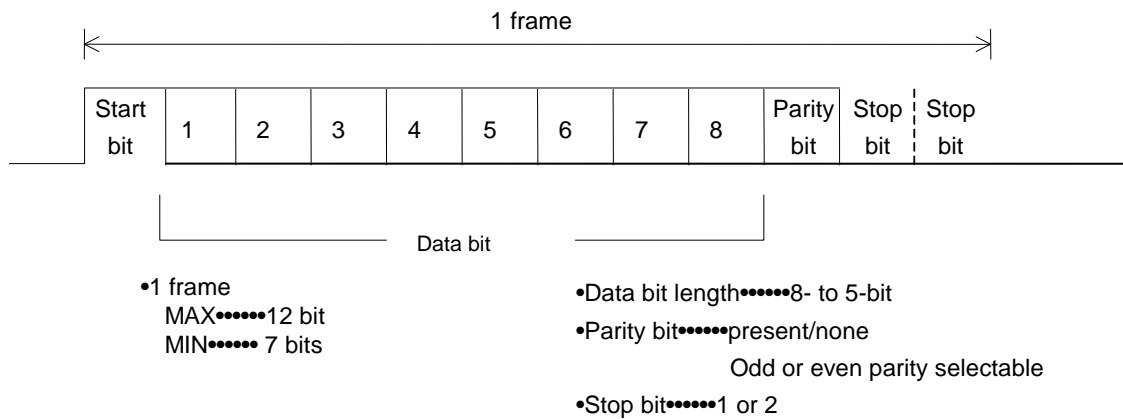 1 frame
Start bit
1 2 3 4 5 6 7 8
Parity bit
Stop bit
Stop bit
Data bit
•1 frame
MAX••••••12 bit
MIN•••••• 7 bits
•Data bit length••••••8- to 5-bit
•Parity bit••••••present/none
Odd or even parity selectable
•Stop bit••••••1 or 2